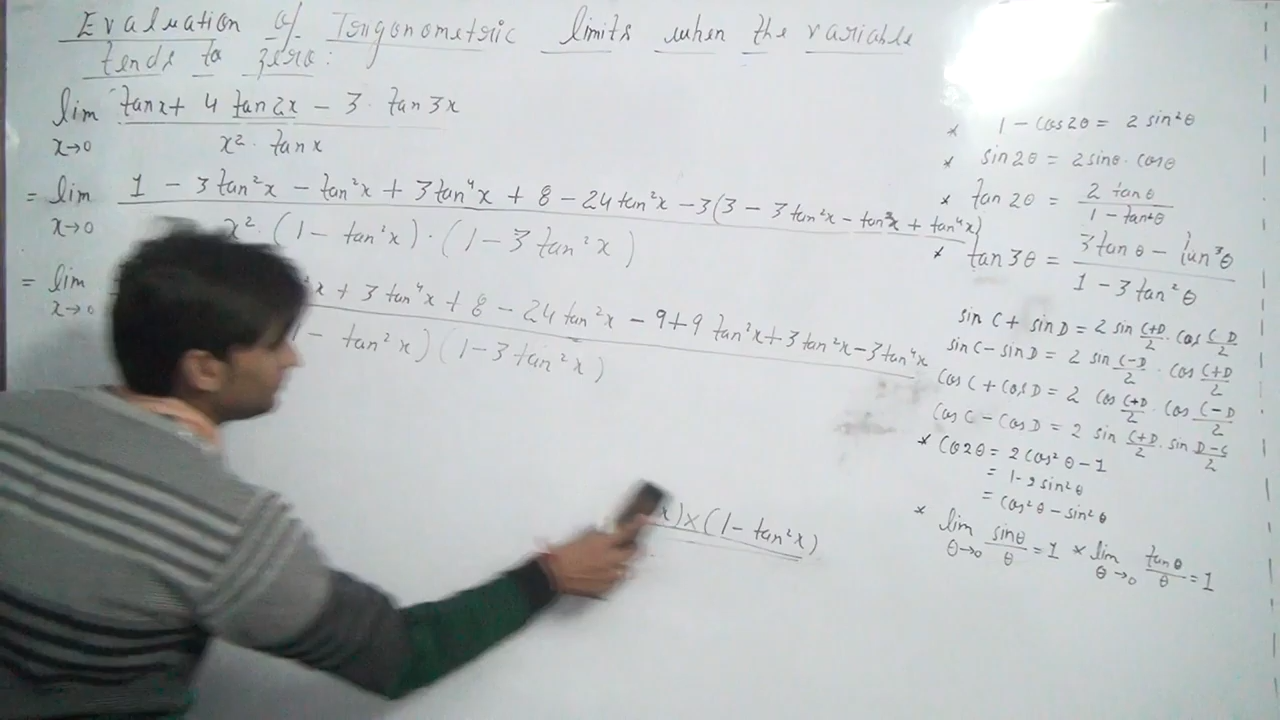 Evaluation of Trigonometric limits when the variable
tends to zero:
lim x→0 (tanx + 4 tan2x − 3 · tan3x) / (x² · tanx)
= lim x→0 (1 − 3tan²x − tan²x + 3tan⁴x + 8 − 24tan²x − 3(3 − 3tan²x − tan²x + tan⁴x)) / (x² · (1 − tan²x) · (1 − 3tan²x))
= lim x→0 x + 3tan⁴x + 8 − 24tan²x − 9 + 9tan²x + 3tan²x − 3tan⁴x / − tan²x)(1 − 3tan²x)
x) × (1 − tan²x)
* 1 − cos2θ = 2 sin²θ
* sin2θ = 2sinθ · cosθ
* tan2θ = 2tanθ / 1 − tan²θ
* tan3θ = 3tanθ − tan³θ / 1 − 3tan²θ
sin C + sin D = 2 sin C+D/2 · cos C−D/2
sin C − sin D = 2 sin C−D/2 · cos C+D/2
cos C + cos D = 2 cos C+D/2 · cos C−D/2
cos C − cos D = 2 sin C+D/2 · sin D−C/2
* Co2θ = 2cos²θ − 1
= 1 − 2sin²θ
= cos²θ − sin²θ
* lim θ→0 sinθ/θ = 1 * lim θ→0 tanθ/θ = 1